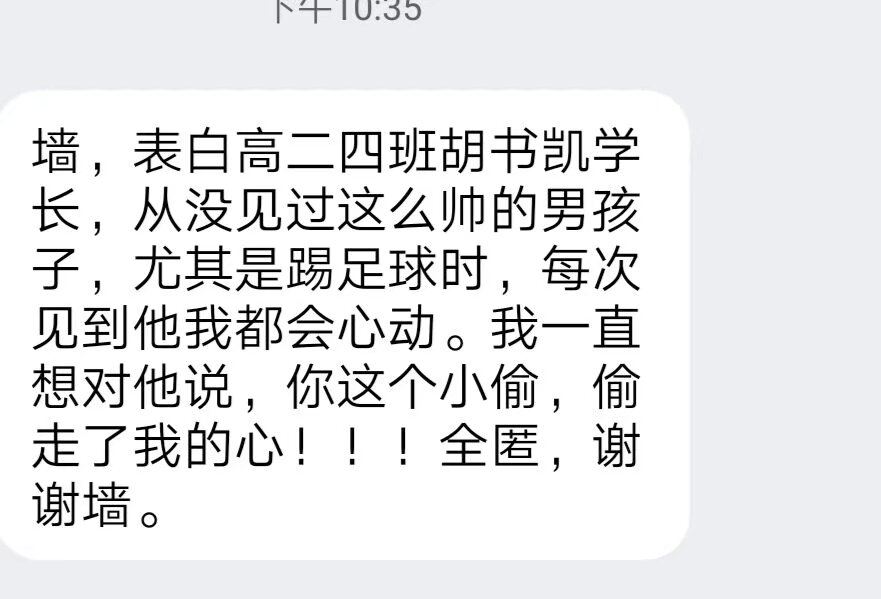 下午10:35
墙，表白高二四班胡书凯学
长，从没见过这么帅的男孩
子，尤其是踢足球时，每次
见到他我都会心动。我一直
想对他说，你这个小偷，偷
走了我的心！！！全匿，谢
谢墙。